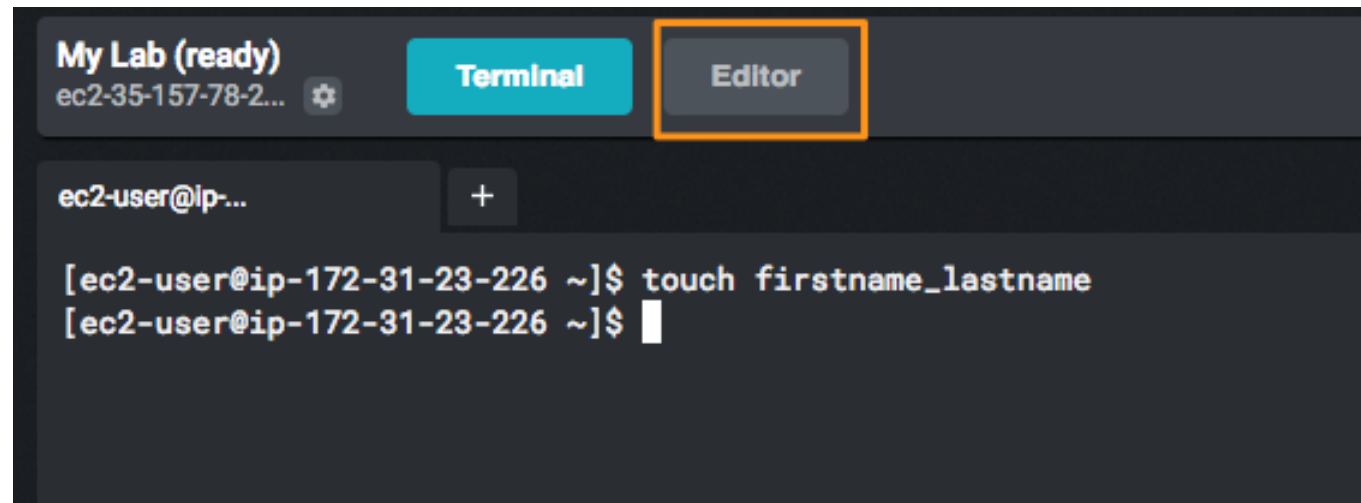 My Lab (ready)
Terminal
Editor
ec2-35-157-78-2...
ec2-user@ip-...
+
[ec2-user@ip-172-31-23-226 ~]$ touch firstname_lastname
[ec2-user@ip-172-31-23-226 ~]$